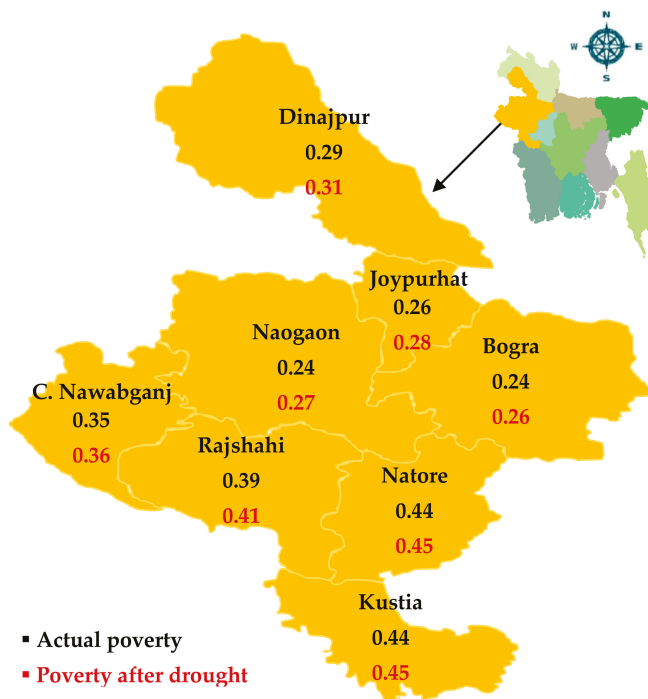 N
W E
S
Dinajpur
0.29
0.31
Joypurhat
0.26
0.28
Naogaon
0.24
0.27
Bogra
0.24
0.26
C. Nawabganj
0.35
0.36
Rajshahi
0.39
0.41
Natore
0.44
0.45
Kustia
0.44
0.45
▪ Actual poverty
▪ Poverty after drought